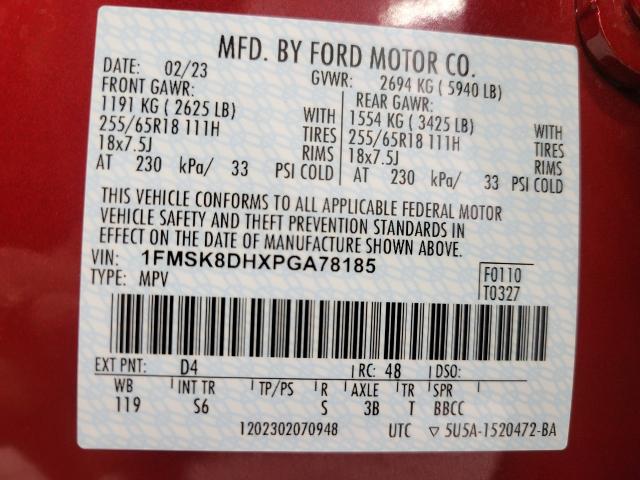 MFD. BY FORD MOTOR CO.
DATE: 02/23 GVWR: 2694 KG ( 5940 LB)
FRONT GAWR: REAR GAWR:
1191 KG ( 2625 LB) WITH 1554 KG ( 3425 LB) WITH
255/65R18 111H TIRES 255/65R18 111H TIRES
18x7.5J RIMS 18x7.5J RIMS
AT 230 kPa/ 33 PSI COLD AT 230 kPa/ 33 PSI COLD
THIS VEHICLE CONFORMS TO ALL APPLICABLE FEDERAL MOTOR
VEHICLE SAFETY AND THEFT PREVENTION STANDARDS IN
EFFECT ON THE DATE OF MANUFACTURE SHOWN ABOVE.
VIN: 1FMSK8DHXPGA78185 F0110
TYPE: MPV T0327
EXT PNT: D4 RC: 48 DSO:
WB INT TR TP/PS R AXLE TR SPR
119 S6 S 3B T BBCC
1202302070948 UTC ▽ 5U5A-1520472-BA